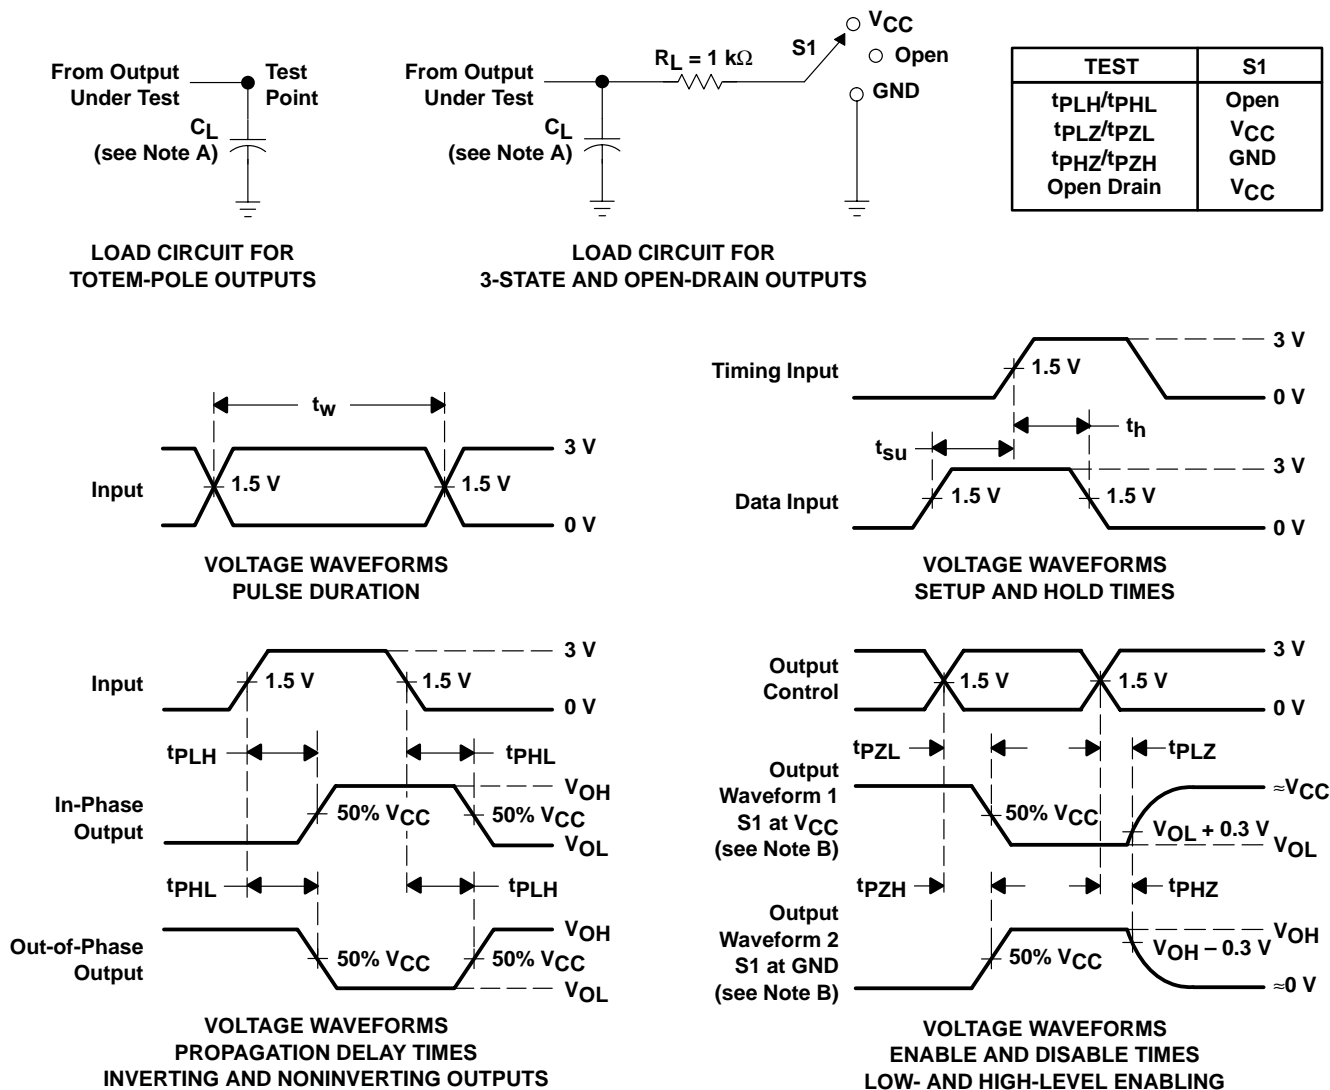 From Output
Under Test
Test
Point
CL
(see Note A)
LOAD CIRCUIT FOR
TOTEM-POLE OUTPUTS
From Output
Under Test
CL
(see Note A)
RL = 1 kΩ
S1
VCC
Open
GND
LOAD CIRCUIT FOR
3-STATE AND OPEN-DRAIN OUTPUTS
TEST S1
tPLH/tPHL Open
tPLZ/tPZL VCC
tPHZ/tPZH GND
Open Drain VCC
tw
Input
1.5 V
1.5 V
3 V
0 V
VOLTAGE WAVEFORMS
PULSE DURATION
Timing Input
1.5 V
3 V
0 V
tsu
th
Data Input
1.5 V
1.5 V
3 V
0 V
VOLTAGE WAVEFORMS
SETUP AND HOLD TIMES
Input
1.5 V
1.5 V
3 V
0 V
tPLH
tPHL
In-Phase
Output
50% VCC
50% VCC
VOH
VOL
tPHL
tPLH
Out-of-Phase
Output
50% VCC
50% VCC
VOH
VOL
VOLTAGE WAVEFORMS
PROPAGATION DELAY TIMES
INVERTING AND NONINVERTING OUTPUTS
Output
Control
1.5 V
1.5 V
3 V
0 V
tPZL
tPLZ
Output
Waveform 1
S1 at VCC
(see Note B)
50% VCC
VOL + 0.3 V
≈VCC
VOL
tPZH
tPHZ
Output
Waveform 2
S1 at GND
(see Note B)
50% VCC
VOH − 0.3 V
VOH
≈0 V
VOLTAGE WAVEFORMS
ENABLE AND DISABLE TIMES
LOW- AND HIGH-LEVEL ENABLING